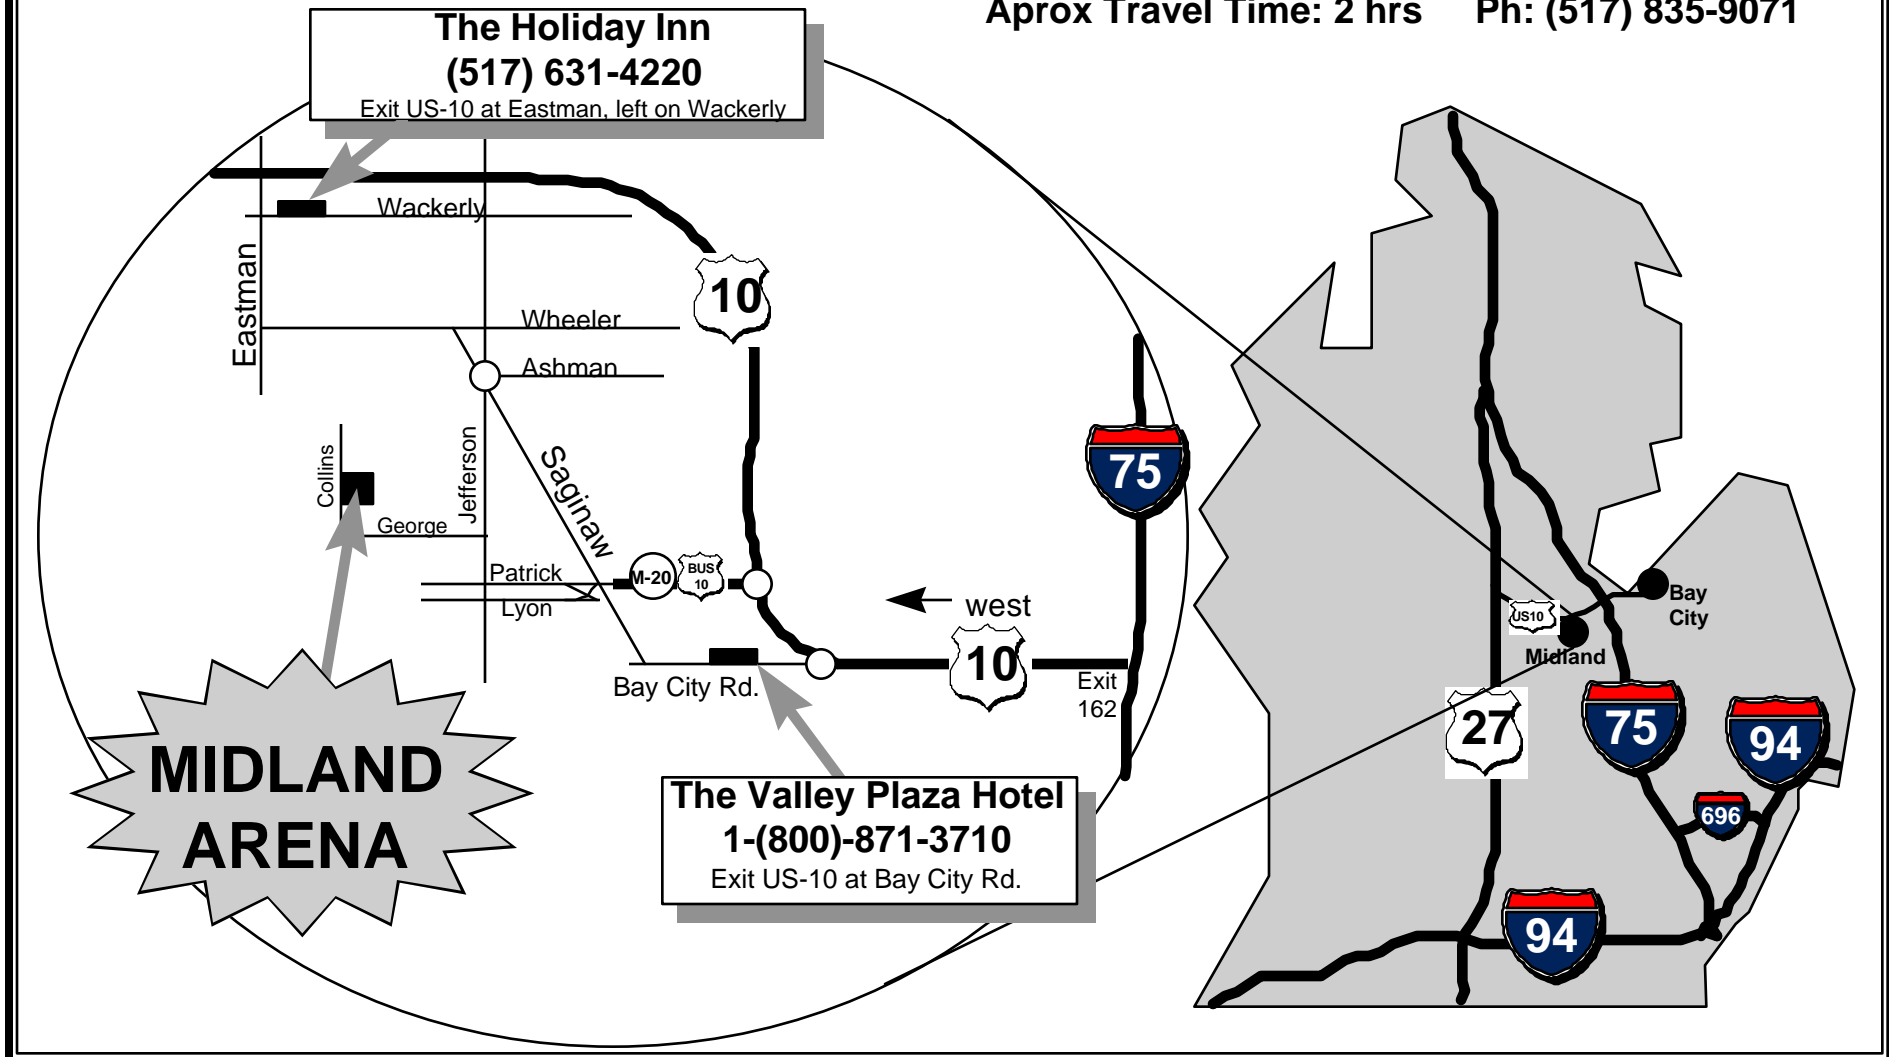 Aprox Travel Time: 2 hrs Ph: (517) 835-9071
The Holiday Inn
(517) 631-4220
Exit US-10 at Eastman, left on Wackerly
Wackerly
Eastman
10
Wheeler
Ashman
Collins
Jefferson
Saginaw
75
George
Patrick
M-20
BUS
10
Lyon
west
10
Bay City Rd.
Exit
162
MIDLAND
ARENA
The Valley Plaza Hotel
1-(800)-871-3710
Exit US-10 at Bay City Rd.
Bay
City
US10
Midland
27
75
94
696
94